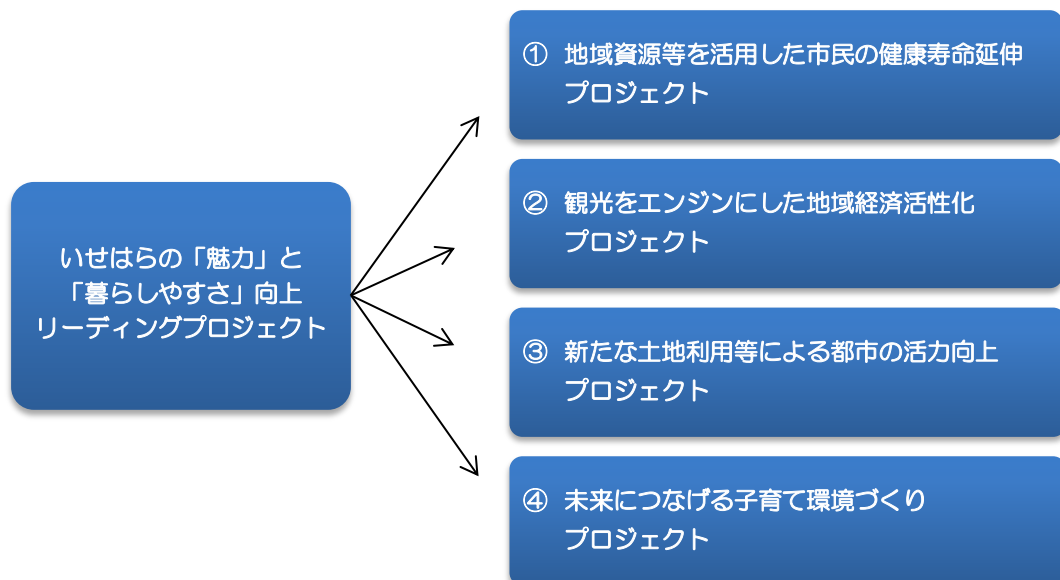 いせはらの「魅力」と
「暮らしやすさ」向上
リーディングプロジェクト
① 地域資源等を活用した市民の健康寿命延伸
プロジェクト
② 観光をエンジンにした地域経済活性化
プロジェクト
③ 新たな土地利用等による都市の活力向上
プロジェクト
④ 未来につなげる子育て環境づくり
プロジェクト